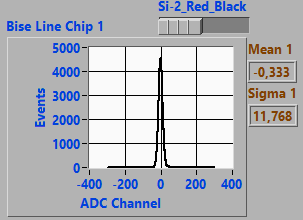 Si-2_Red_Black
Bise Line Chip 1
Mean 1
-0,333
Sigma 1
11,768
5000
4000
3000
2000
1000
0
Events
-400 -200 0 200 400
ADC Channel